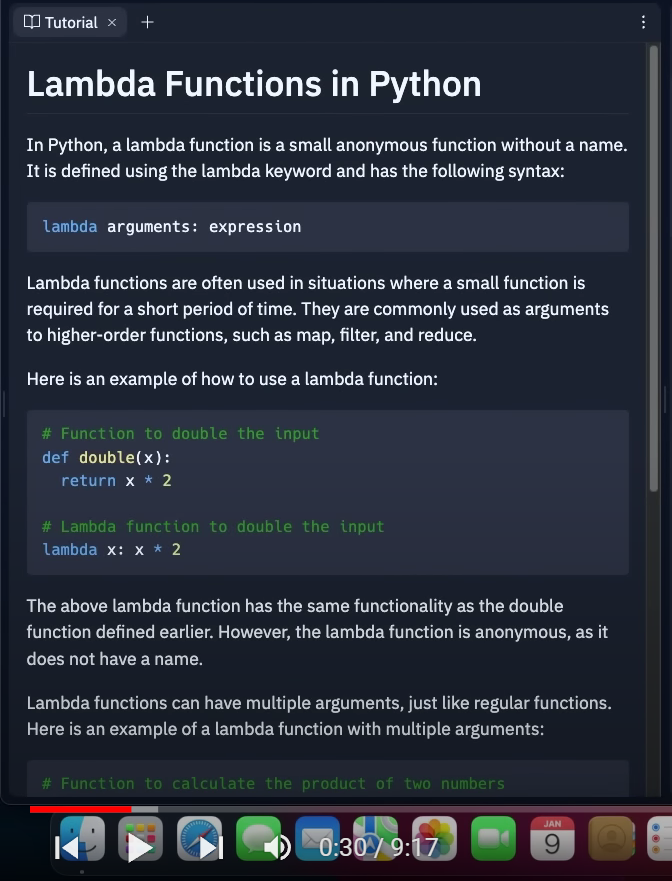 Tutorial
Lambda Functions in Python
In Python, a lambda function is a small anonymous function without a name.
It is defined using the lambda keyword and has the following syntax:
lambda arguments: expression
Lambda functions are often used in situations where a small function is
required for a short period of time. They are commonly used as arguments
to higher-order functions, such as map, filter, and reduce.
Here is an example of how to use a lambda function:
# Function to double the input
def double(x):
  return x * 2
# Lambda function to double the input
lambda x: x * 2
The above lambda function has the same functionality as the double
function defined earlier. However, the lambda function is anonymous, as it
does not have a name.
Lambda functions can have multiple arguments, just like regular functions.
Here is an example of a lambda function with multiple arguments:
# Function to calculate the product of two numbers
JAN
9
0:30 / 9:17